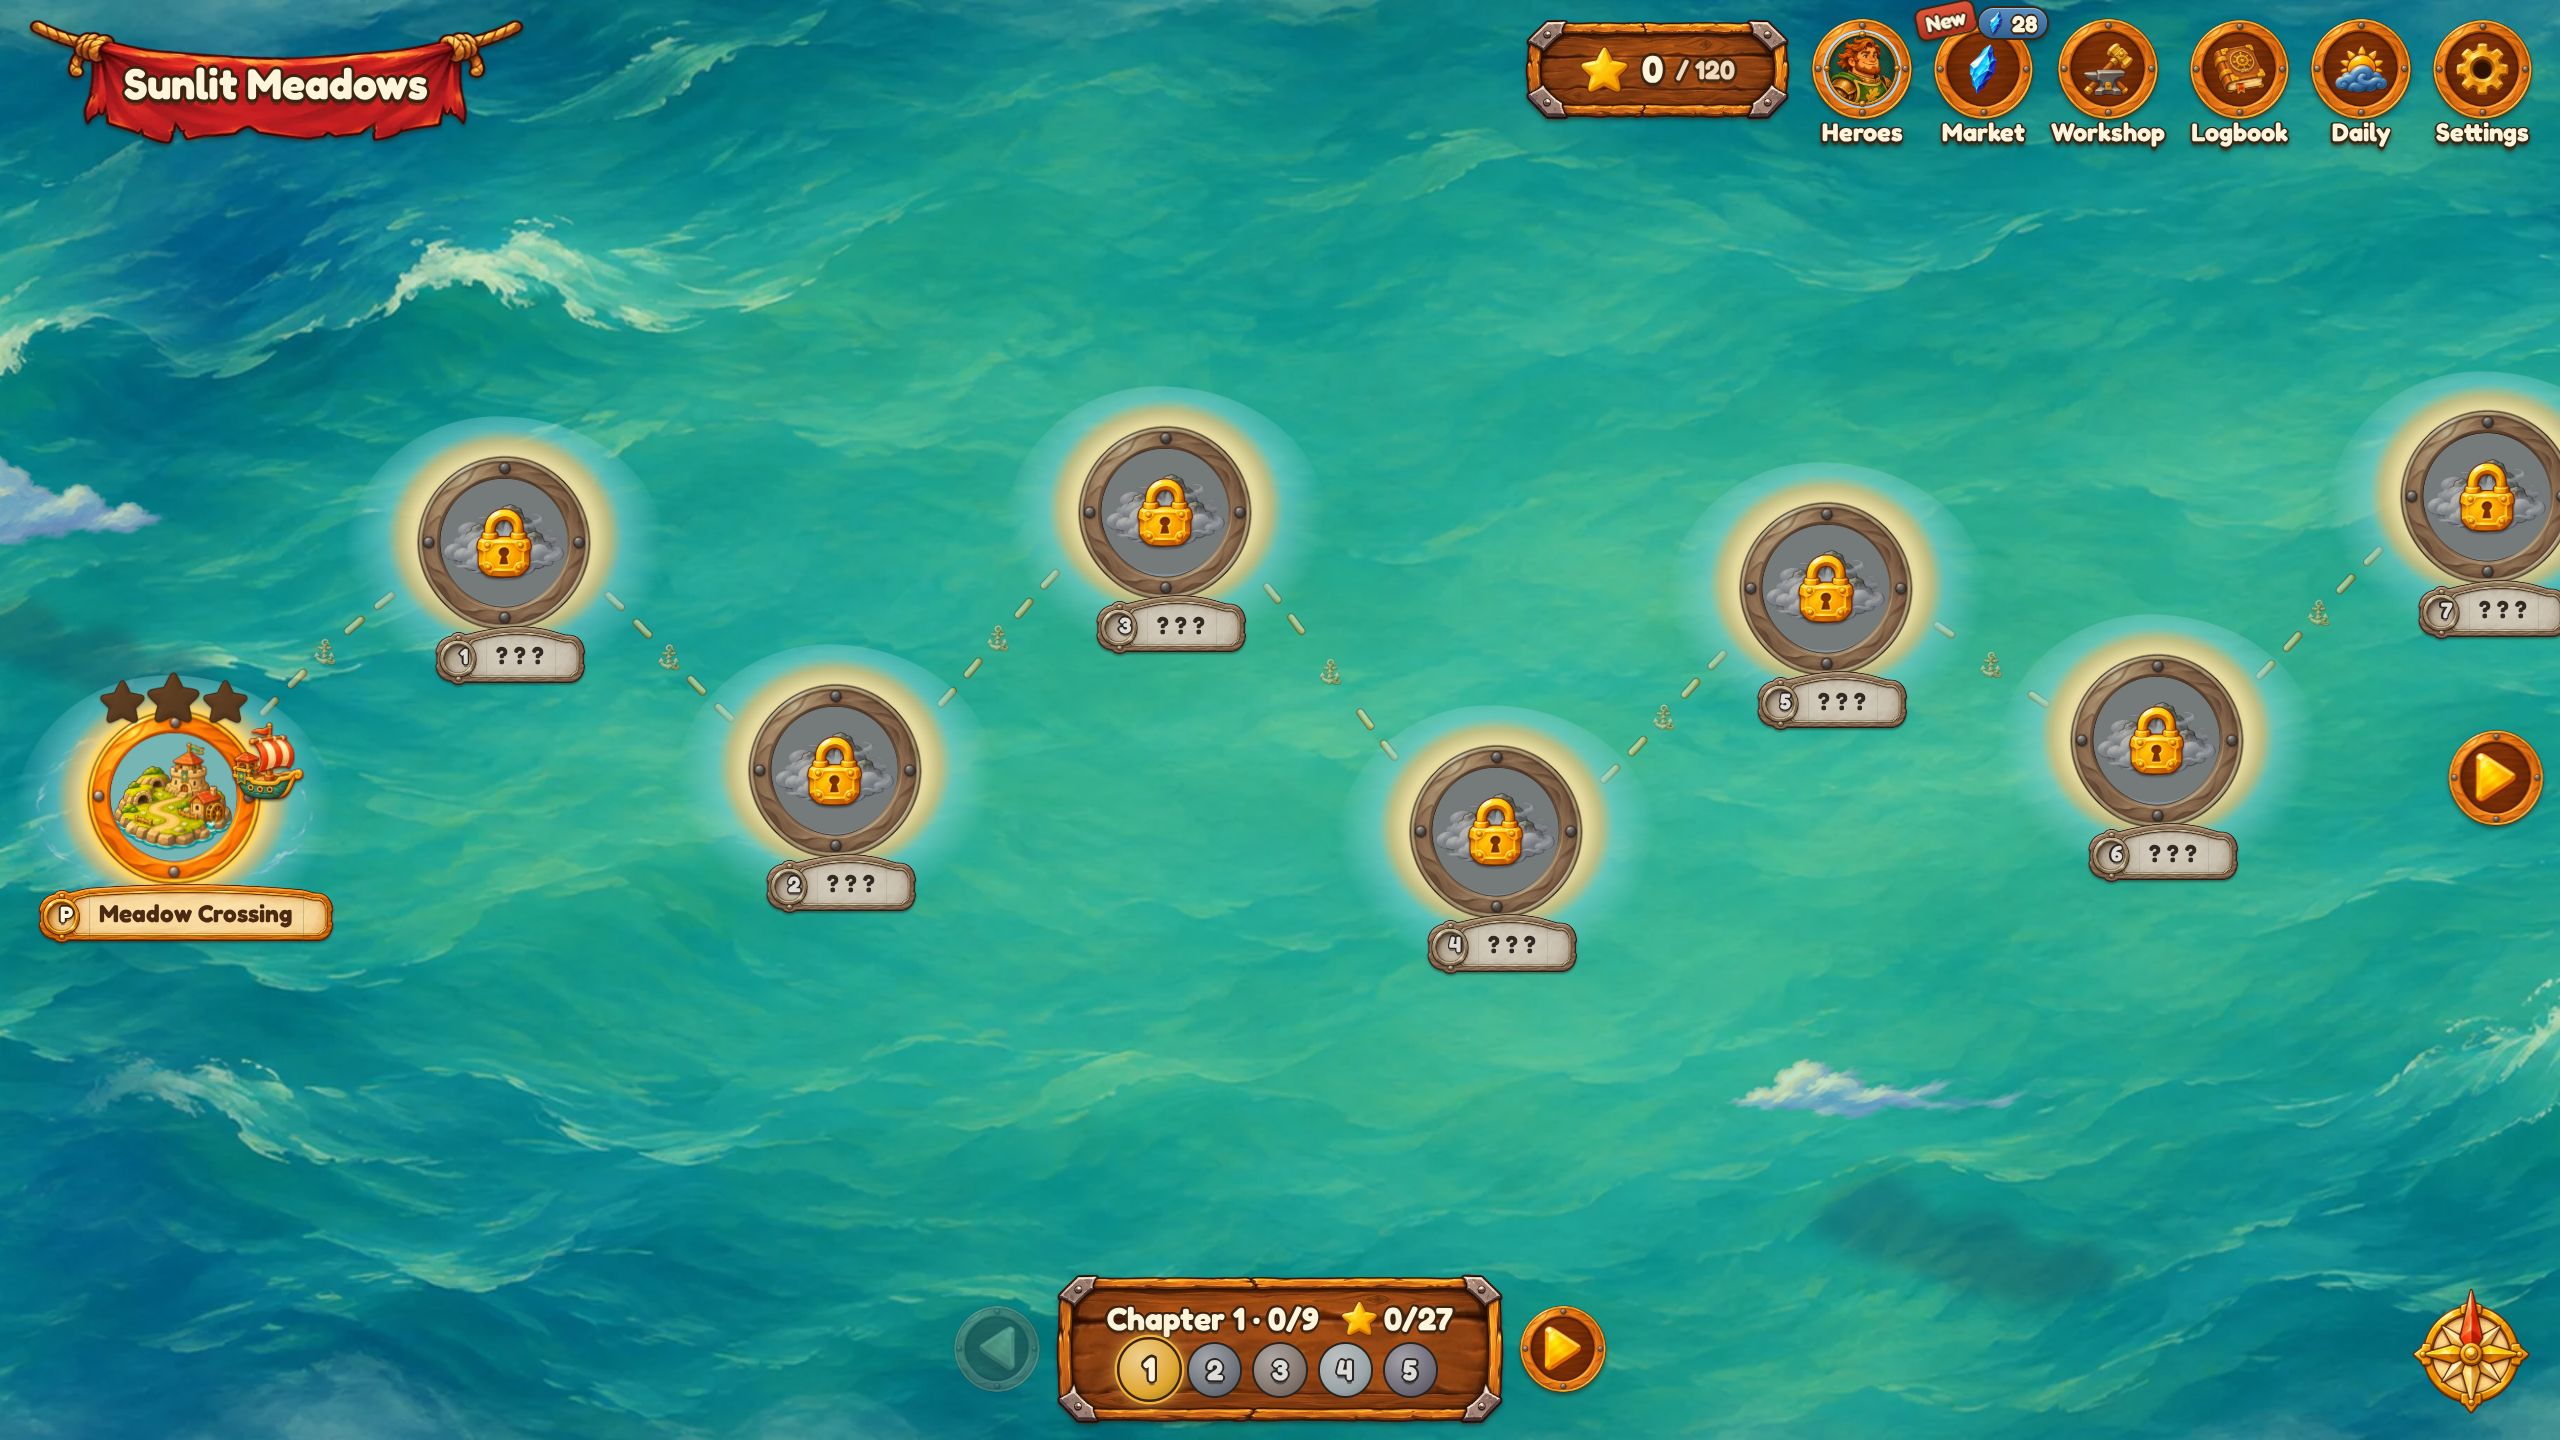 Sunlit Meadows
0 / 120
New
28
Heroes
Market
Workshop
Logbook
Daily
Settings
1 ???
2 ???
3 ???
4 ???
5 ???
6 ???
7 ???
P Meadow Crossing
Chapter 1 · 0/9 0/27
1 2 3 4 5